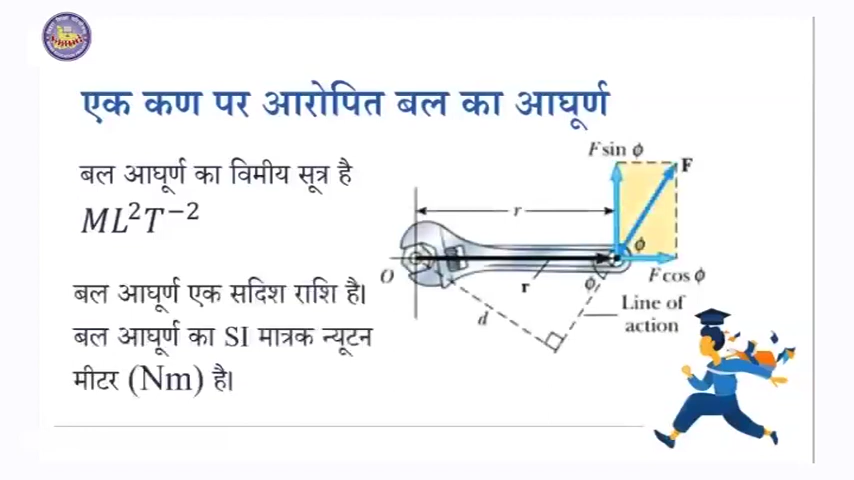 एक कण पर आरोपित बल का आघूर्ण
बल आघूर्ण का विमीय सूत्र है
ML²T⁻²
बल आघूर्ण एक सदिश राशि है।
बल आघूर्ण का SI मात्रक न्यूटन
मीटर (Nm) है।
F sin ϕ
F
r
ϕ
O
r
F cos ϕ
ϕ
d
Line of
action